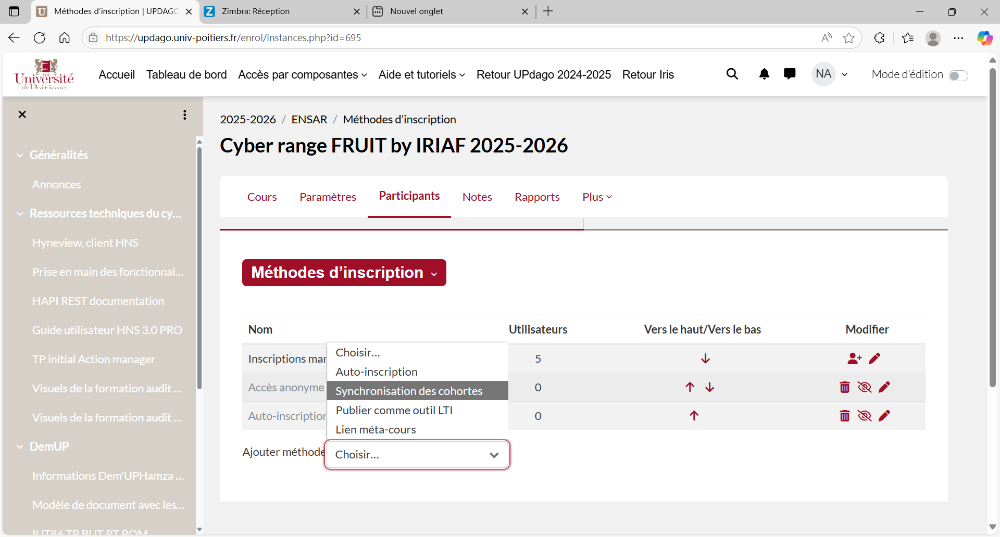 Méthodes d’inscription | UPDAGO
Zimbra: Réception
Nouvel onglet
https://updago.univ-poitiers.fr/enrol/instances.php?id=695
Université
de Poitiers
Accueil
Tableau de bord
Accès par composantes
Aide et tutoriels
Retour UPdago 2024-2025
Retour Iris
NA
Mode d’édition
Généralités
Annonces
Ressources techniques du cy...
Hyneview, client HNS
Prise en main des fonctionnal...
HAPI REST documentation
Guide utilisateur HNS 3.0 PRO
TP initial Action manager
Visuels de la formation audit ...
Visuels de la formation audit ...
DemUP
Informations Dem'UPHamza ...
Modèle de document avec les...
IUT86 TP BUT RT ROM
2025-2026 / ENSAR / Méthodes d’inscription
Cyber range FRUIT by IRIAF 2025-2026
Cours
Paramètres
Participants
Notes
Rapports
Plus
Méthodes d’inscription
Nom
Utilisateurs
Vers le haut/Vers le bas
Modifier
Inscriptions mar
5
Accès anonyme
0
Auto-inscription
0
Choisir...
Auto-inscription
Synchronisation des cohortes
Publier comme outil LTI
Lien méta-cours
Ajouter méthode
Choisir...